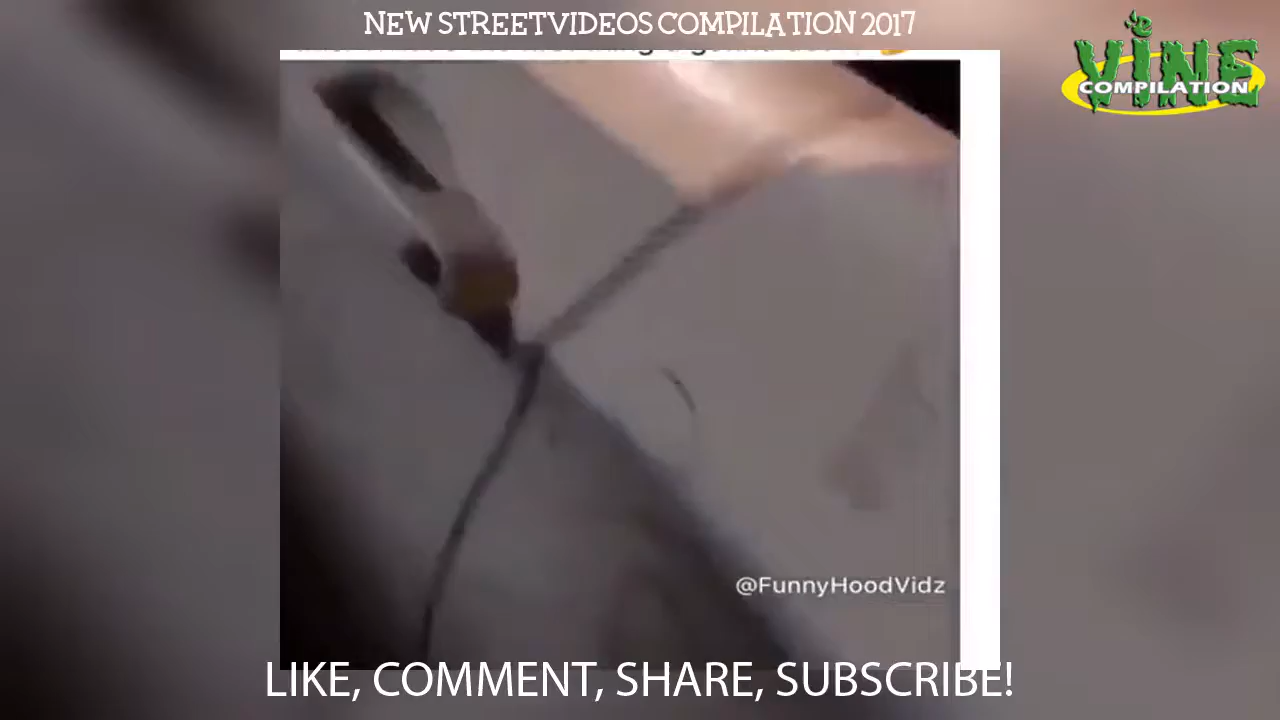 NEW STREETVIDEOS COMPILATION 2017
VINE
COMPILATION
@FunnyHoodVidz
LIKE, COMMENT, SHARE, SUBSCRIBE!